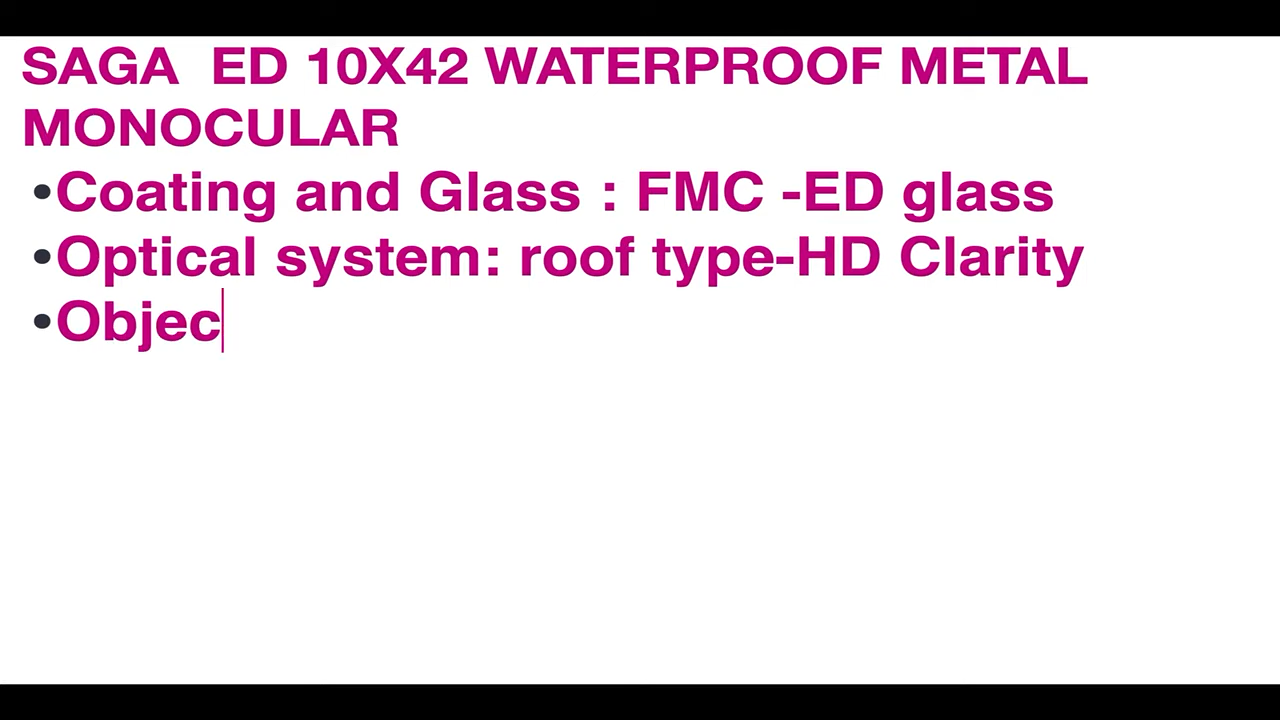 SAGA  ED 10X42 WATERPROOF METAL
MONOCULAR
•Coating and Glass : FMC -ED glass
•Optical system: roof type-HD Clarity
•Objec